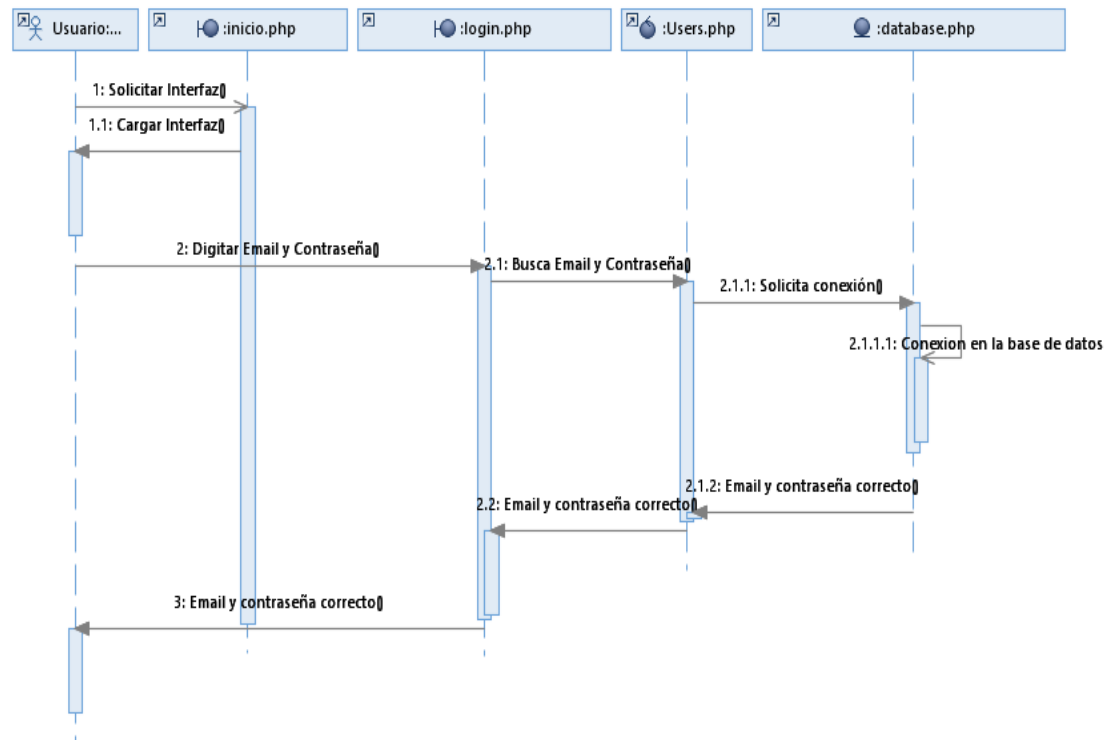 Usuario:...
:inicio.php
:login.php
:Users.php
:database.php
1: Solicitar Interfaz()
1.1: Cargar Interfaz()
2: Digitar Email y Contraseña()
2.1: Busca Email y Contraseña()
2.1.1: Solicita conexión()
2.1.1.1: Conexion en la base de datos
2.1.2: Email y contraseña correcto()
2.2: Email y contraseña correcto()
3: Email y contraseña correcto()